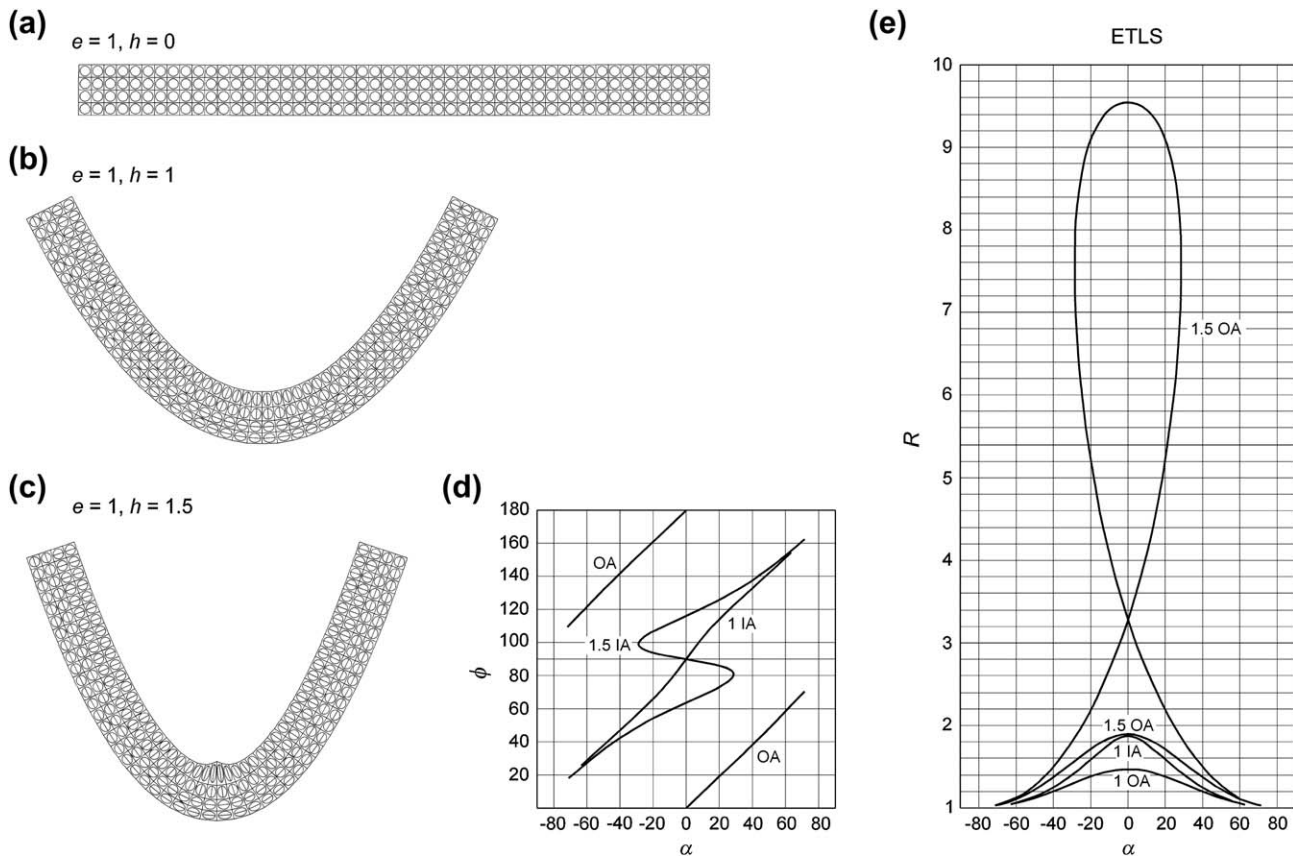 (a)
e = 1, h = 0
(b)
e = 1, h = 1
(c)
e = 1, h = 1.5
(d)
180
160
140
120
100
80
60
40
20
ϕ
OA
1 IA
1.5 IA
OA
-80 -60 -40 -20 0 20 40 60 80
α
(e)
ETLS
10
9
8
7
6
5
4
3
2
1
R
1.5 OA
1.5 OA
1 IA
1 OA
-80 -60 -40 -20 0 20 40 60 80
α